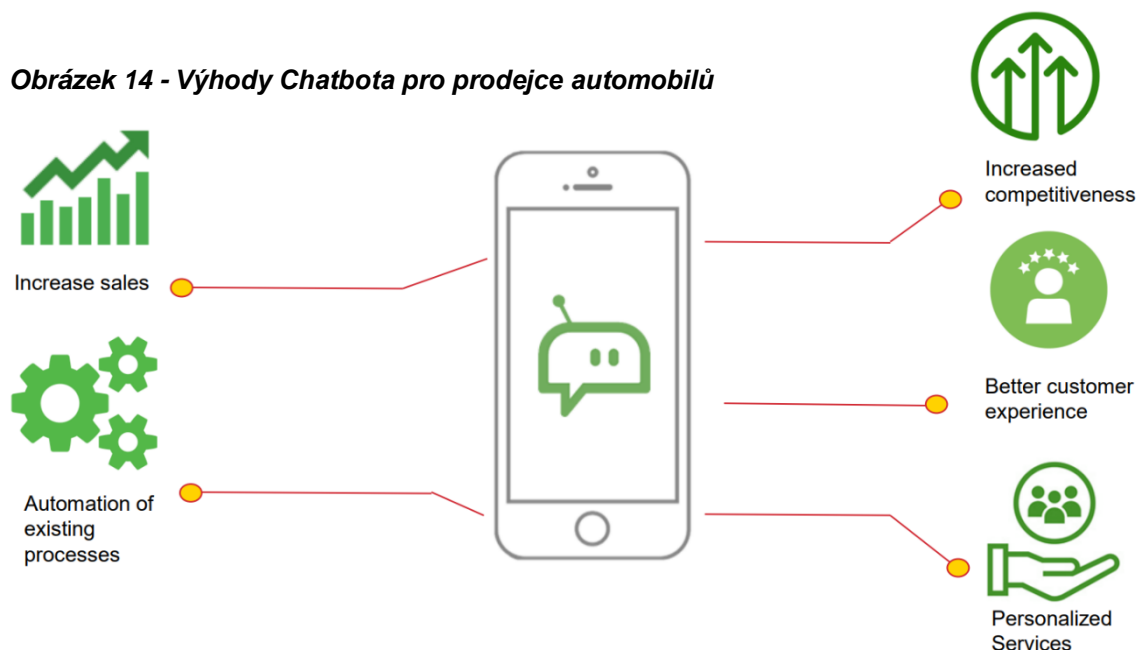 Obrázek 14 - Výhody Chatbota pro prodejce automobilů
Increase sales
Automation of
existing
processes
Increased
competitiveness
Better customer
experience
Personalized
Services